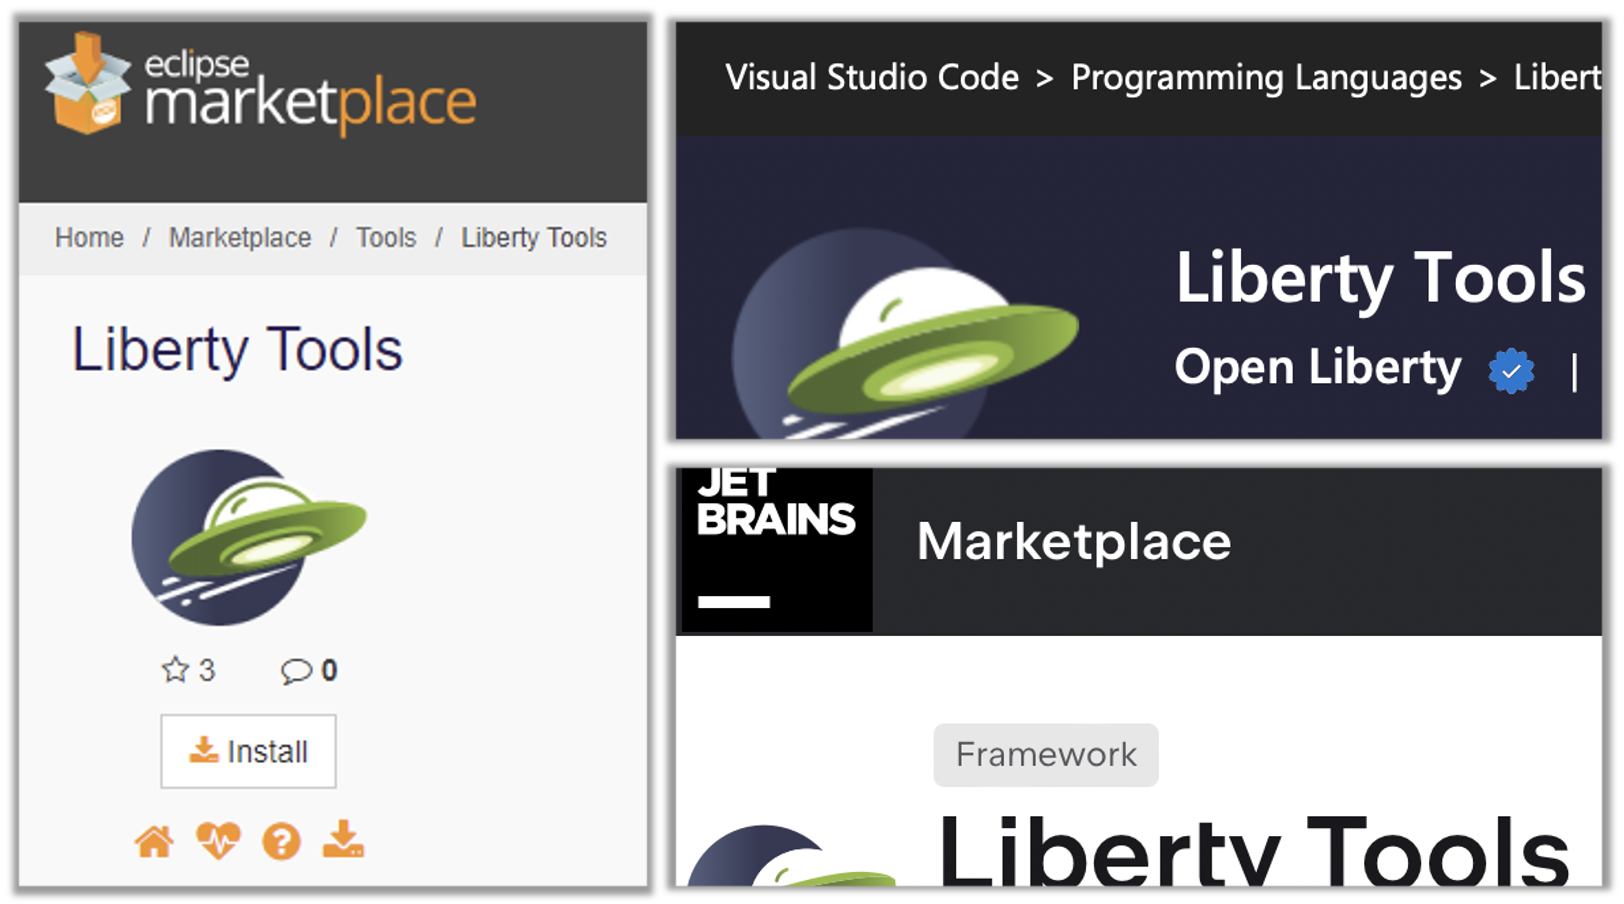 eclipse
marketplace
Home / Marketplace / Tools / Liberty Tools
Liberty Tools
3 0
Install
Visual Studio Code > Programming Languages > Libert
Liberty Tools
Open Liberty |
JET
BRAINS
Marketplace
Framework
Liberty Tools